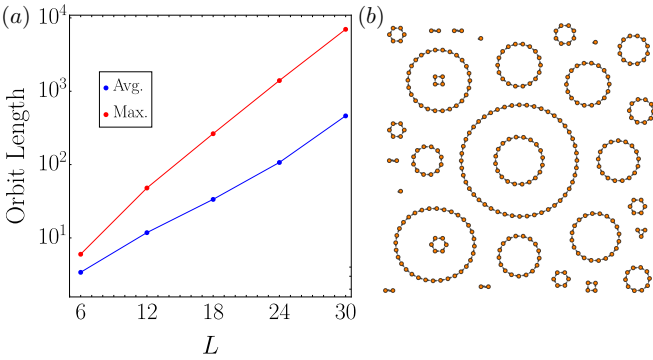 (a)
(b)
10^4
10^3
10^2
10^1
Orbit Length
Avg.
Max.
6 12 18 24 30
L